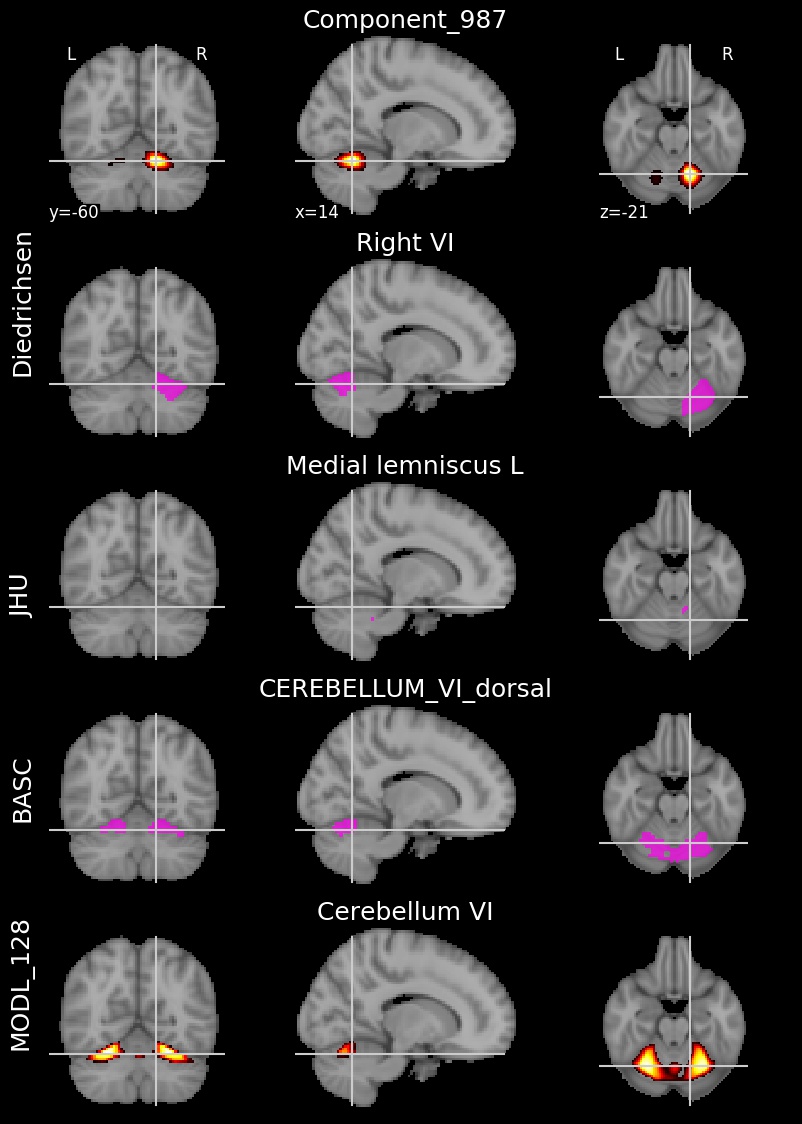 Component_987
L R L R
y=-60 x=14 z=-21
Diedrichsen
Right VI
JHU
Medial lemniscus L
BASC
CEREBELLUM_VI_dorsal
MODL_128
Cerebellum VI